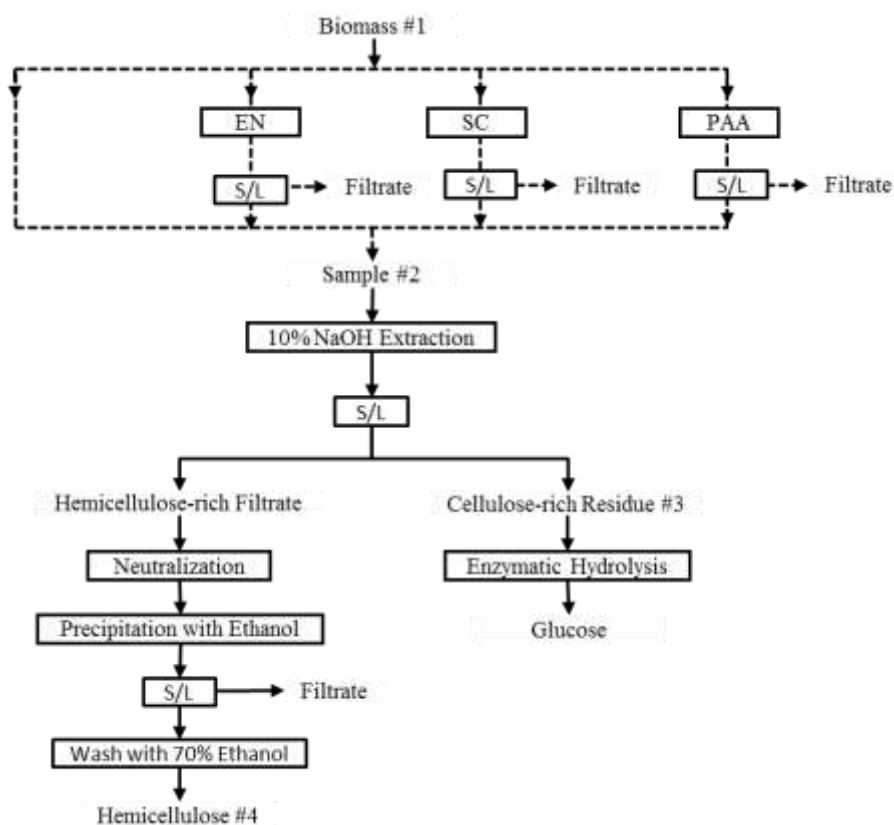 Biomass #1
EN
SC
PAA
S/L
Filtrate
S/L
Filtrate
S/L
Filtrate
Sample #2
10% NaOH Extraction
S/L
Hemicellulose-rich Filtrate
Cellulose-rich Residue #3
Neutralization
Enzymatic Hydrolysis
Precipitation with Ethanol
Glucose
S/L
Filtrate
Wash with 70% Ethanol
Hemicellulose #4